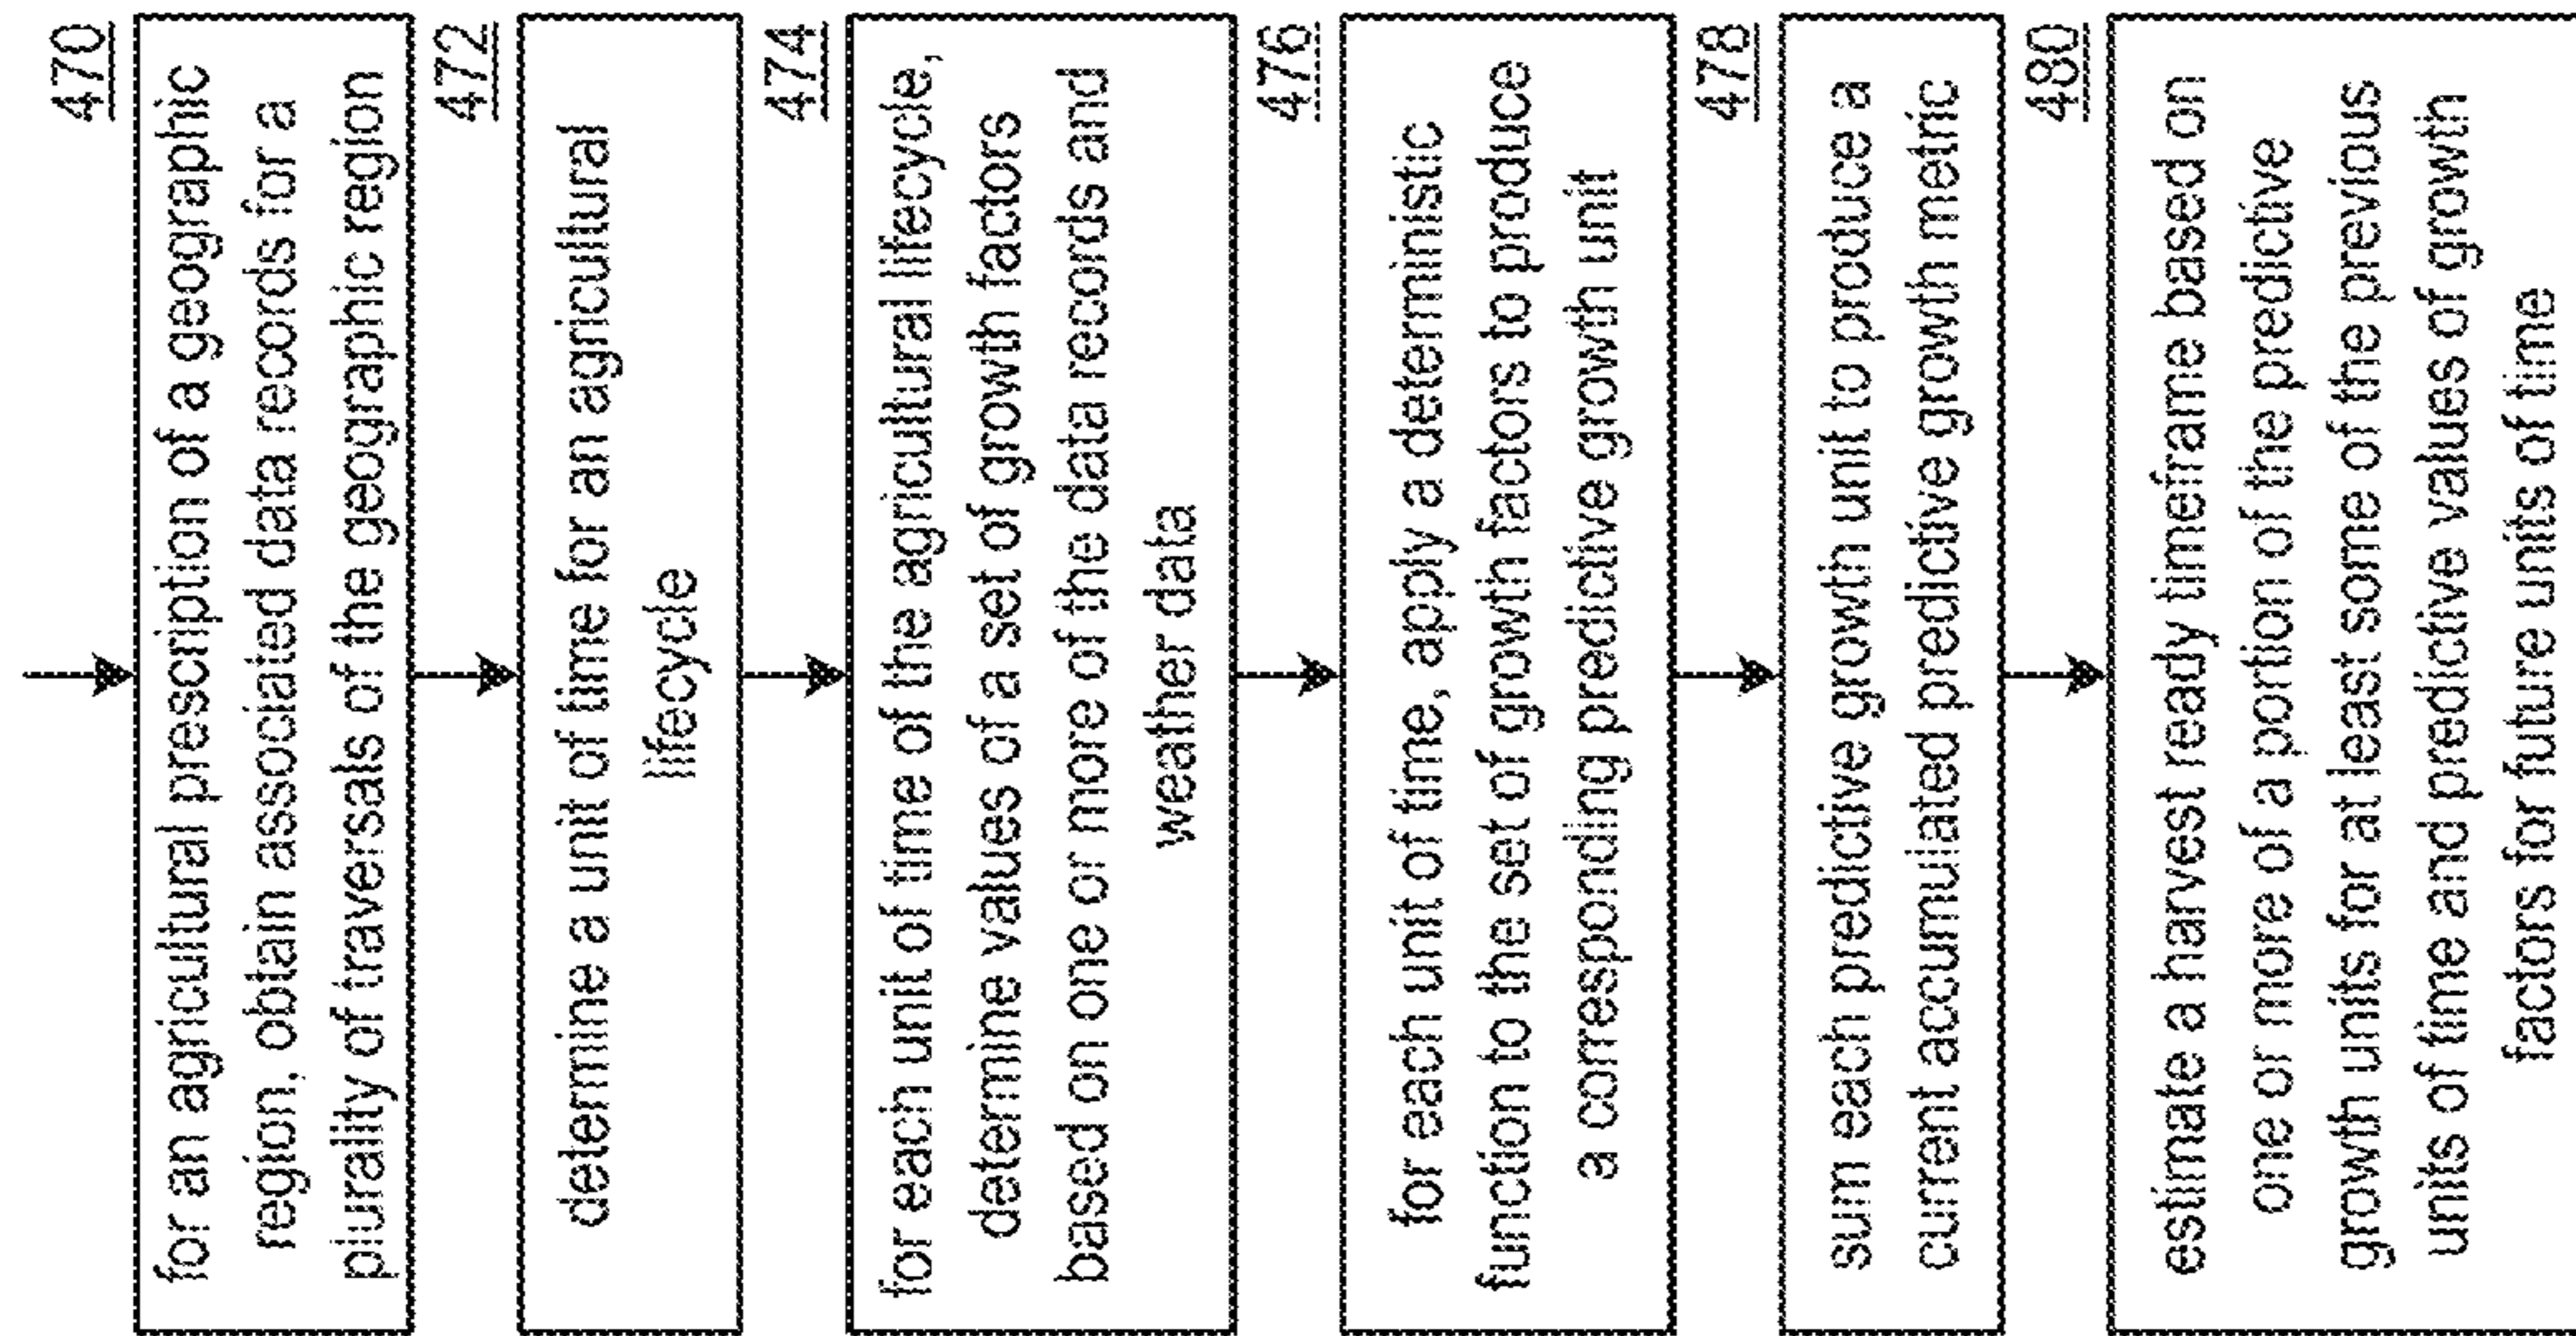 470
for an agricultural prescription of a geographic
region, obtain associated data records for a
plurality of traversals of the geographic region
472
determine a unit of time for an agricultural
lifecycle
474
for each unit of time of the agricultural lifecycle,
determine values of a set of growth factors
based on one or more of the data records and
weather data
476
for each unit of time, apply a deterministic
function to the set of growth factors to produce
a corresponding predictive growth unit
478
sum each predictive growth unit to produce a
current accumulated predictive growth metric
480
estimate a harvest ready timeframe based on
one or more of a portion of the predictive
growth units for at least some of the previous
units of time and predictive values of growth
factors for future units of time